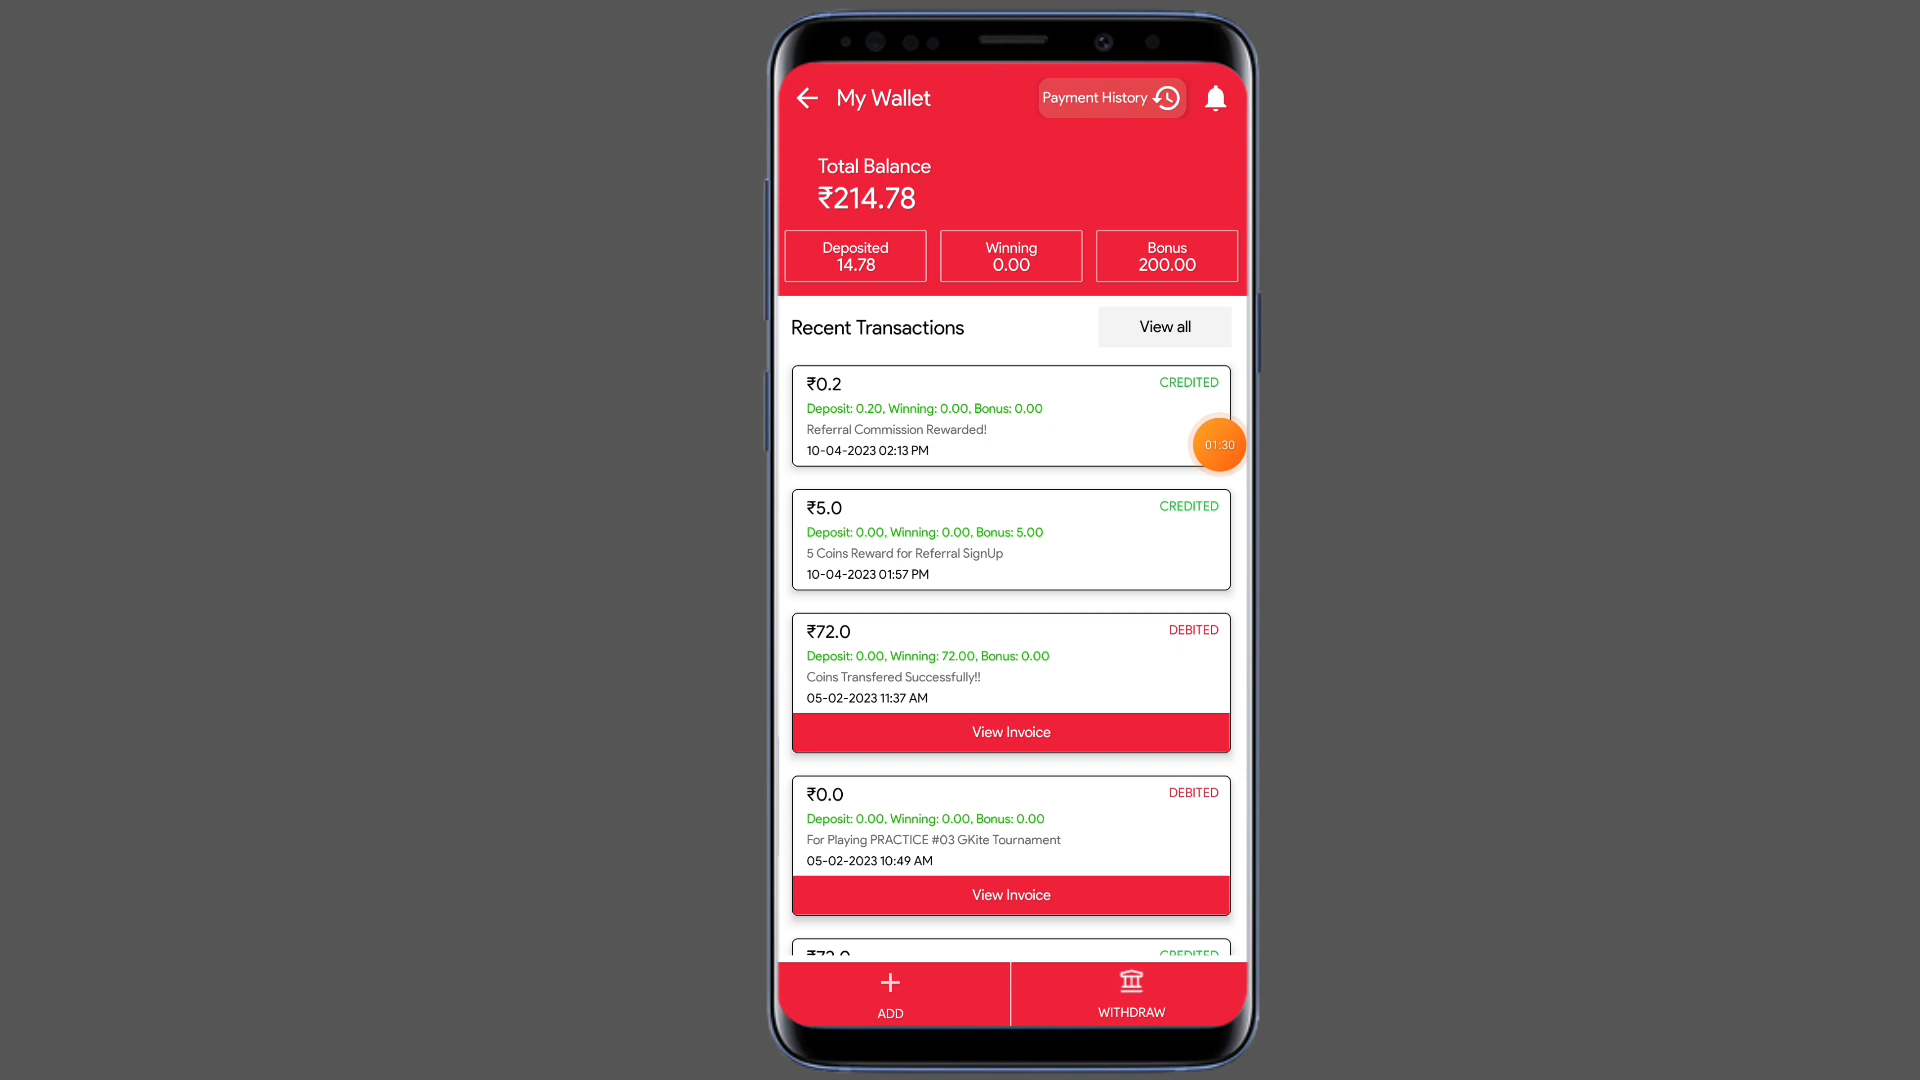 My Wallet
Payment History
Total Balance
₹214.78
Deposited
14.78
Winning
0.00
Bonus
200.00
Recent Transactions
View all
₹0.2
CREDITED
Deposit: 0.20, Winning: 0.00, Bonus: 0.00
Referral Commission Rewarded!
10-04-2023 02:13 PM
01:30
₹5.0
CREDITED
Deposit: 0.00, Winning: 0.00, Bonus: 5.00
5 Coins Reward for Referral SignUp
10-04-2023 01:57 PM
₹72.0
DEBITED
Deposit: 0.00, Winning: 72.00, Bonus: 0.00
Coins Transfered Successfully!!
05-02-2023 11:37 AM
View Invoice
₹0.0
DEBITED
Deposit: 0.00, Winning: 0.00, Bonus: 0.00
For Playing PRACTICE #03 GKite Tournament
05-02-2023 10:49 AM
View Invoice
CREDITED
ADD
WITHDRAW